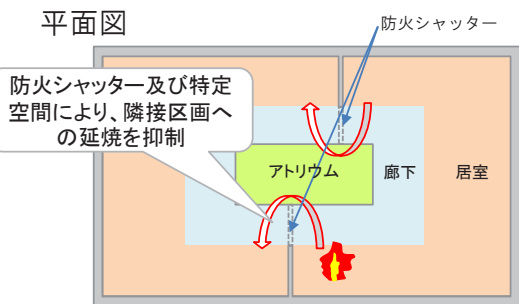 平面図
防火シャッター
防火シャッター及び特定
空間により、隣接区画へ
の延焼を抑制
アトリウム
廊下
居室